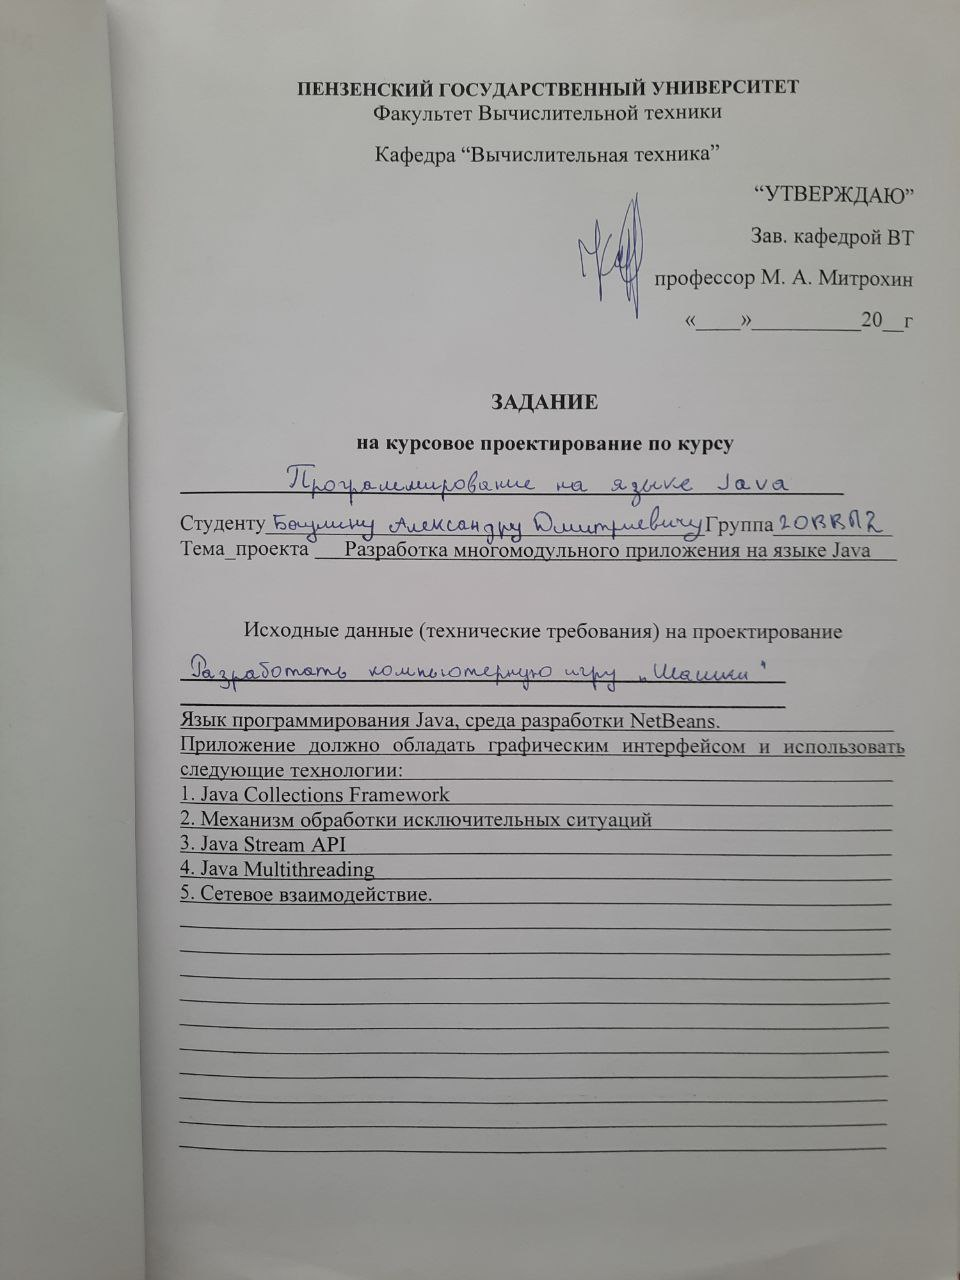 ПЕНЗЕНСКИЙ ГОСУДАРСТВЕННЫЙ УНИВЕРСИТЕТ
Факультет Вычислительной техники
Кафедра “Вычислительная техника”
“УТВЕРЖДАЮ”
Зав. кафедрой ВТ
профессор М. А. Митрохин
«____»__________20__г
ЗАДАНИЕ
на курсовое проектирование по курсу
Программирование на языке Java
Студенту Александру Дмитриевичу Группа 20ВВП2
Тема_проекта ___Разработка многомодульного приложения на языке Java
Исходные данные (технические требования) на проектирование
Разработать компьютерную игру „Шашки"
Язык программирования Java, среда разработки NetBeans.
Приложение должно обладать графическим интерфейсом и использовать
следующие технологии:
1. Java Collections Framework
2. Механизм обработки исключительных ситуаций
3. Java Stream API
4. Java Multithreading
5. Сетевое взаимодействие.